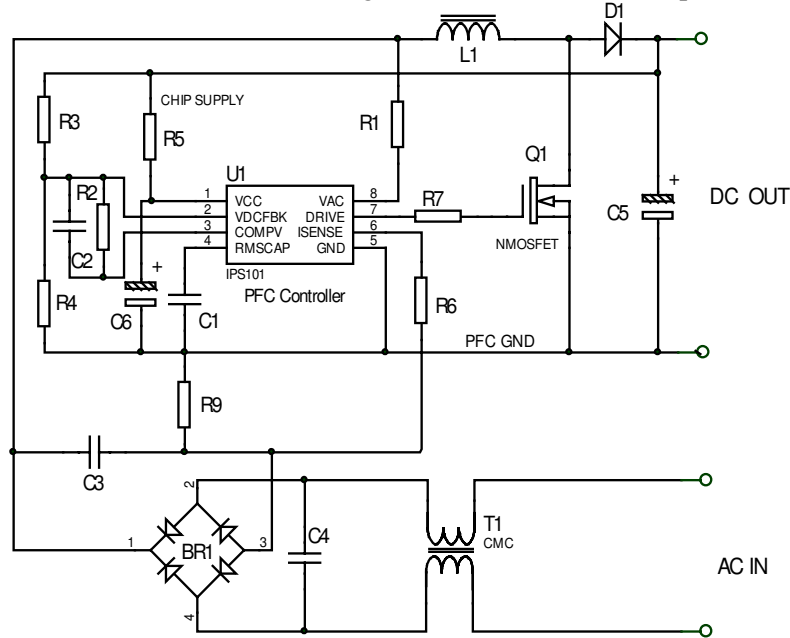 D1
L1
CHIP SUPPLY
R3
R5
R1
Q1
U1
R7
R2
1 VCC VAC 8
2 VDCFBK DRIVE 7
3 COMPV ISENSE 6
4 RMSCAP GND 5
+
C5
DC OUT
C2
NMOSFET
IPS101
+
PFC Controller
R4
C6
C1
R6
PFC GND
R9
C3
2
T1
CMC
1
BR1
3
C4
AC IN
4